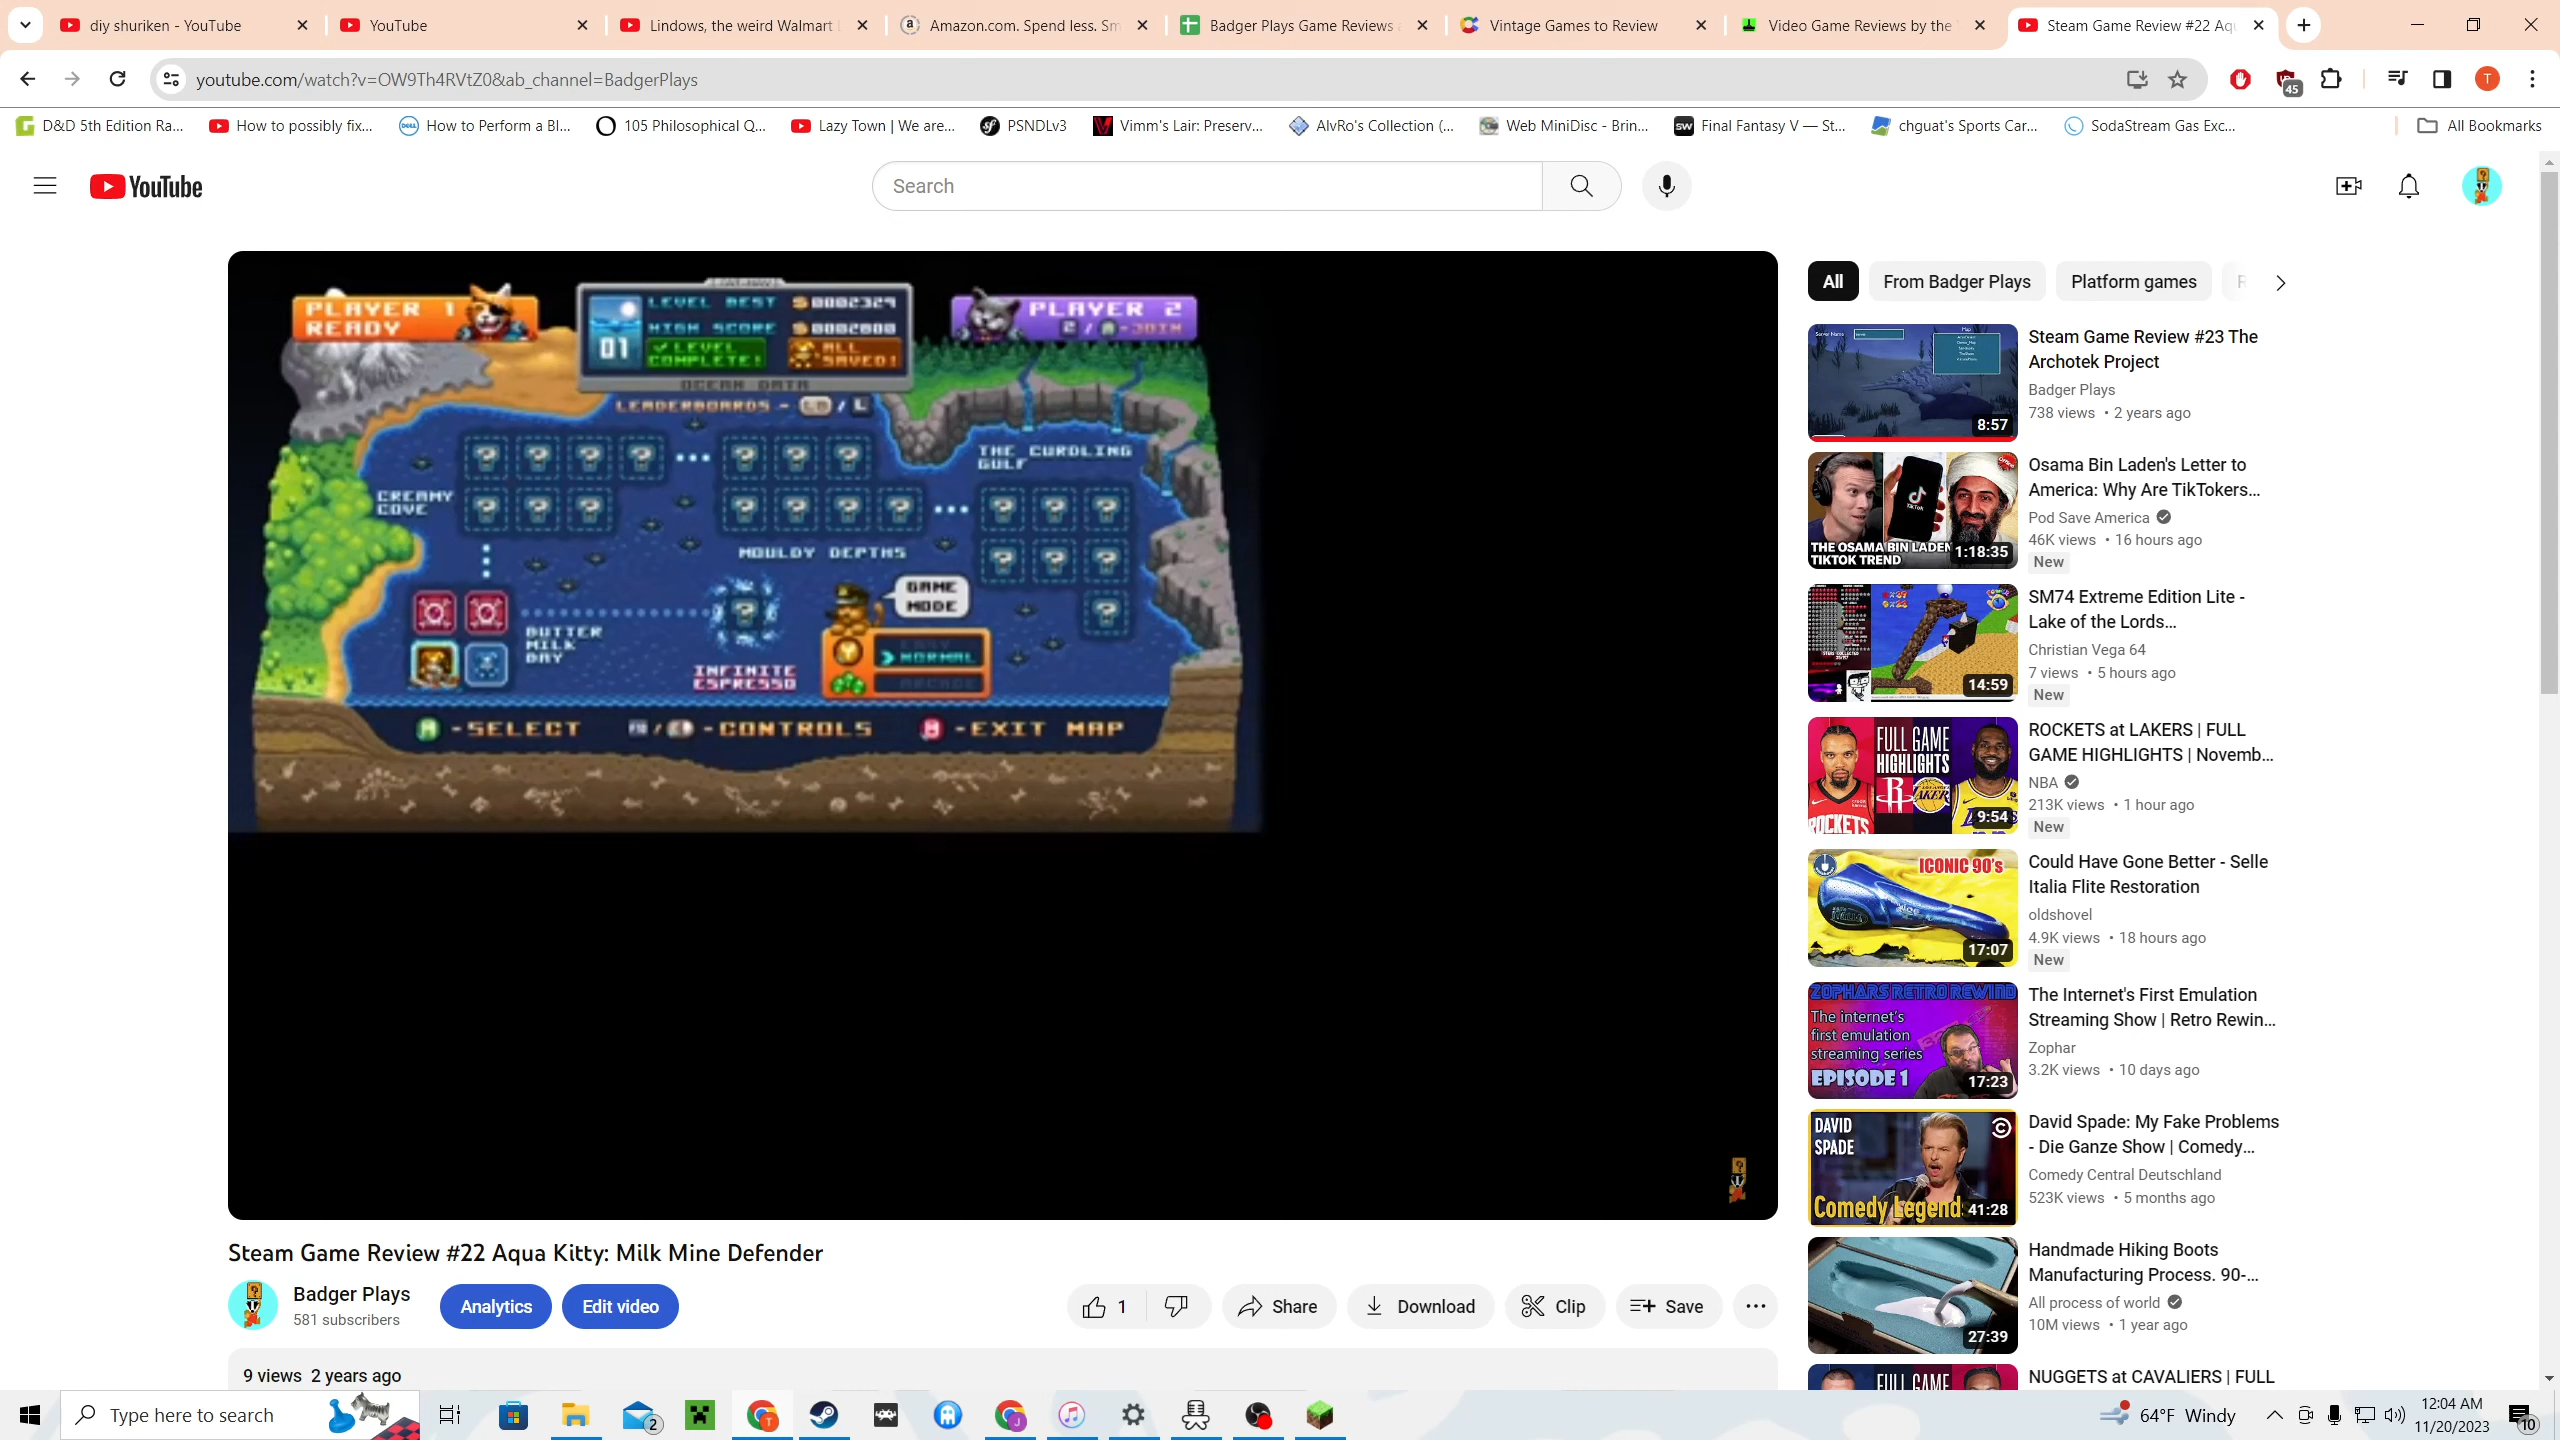 diy shuriken - YouTube
YouTube
Lindows, the weird Walmart
Amazon.com. Spend less. Sm
Badger Plays Game Reviews
Vintage Games to Review
Video Game Reviews by the
Steam Game Review #22 Aqu
youtube.com/watch?v=OW9Th4RVtZ0&ab_channel=BadgerPlays
45
T
D&D 5th Edition Ra...
How to possibly fix...
How to Perform a Bl...
105 Philosophical Q...
Lazy Town | We are...
PSNDLv3
Vimm's Lair: Preserv...
AlvRo's Collection (...
Web MiniDisc - Brin...
Final Fantasy V — St...
chguat's Sports Car...
SodaStream Gas Exc...
All Bookmarks
YouTube
Search
PLAYER 1
READY
LEVEL BEST 0002329
HIGH SCORE 0002800
01
LEVEL COMPLETE!
ALL SAVED!
OCEAN DATA
PLAYER 2
2 / A-JOIN
LEADERBOARDS - LB / L
THE CURDLING
GULF
CREAMY
COVE
MOULDY DEPTHS
GAME
MODE
BUTTER
MILK
BAY
NORMAL
ARCADE
INFINITE
ESPRESSO
A -SELECT
-CONTROLS
B -EXIT MAP
Steam Game Review #22 Aqua Kitty: Milk Mine Defender
Badger Plays
581 subscribers
Analytics
Edit video
1
Share
Download
Clip
Save
9 views 2 years ago
All
From Badger Plays
Platform games
8:57
Steam Game Review #23 The
Archotek Project
Badger Plays
738 views • 2 years ago
THE OSAMA BIN LADEN
TIKTOK TREND
1:18:35
Osama Bin Laden's Letter to
America: Why Are TikTokers...
Pod Save America
46K views • 16 hours ago
New
14:59
SM74 Extreme Edition Lite -
Lake of the Lords...
Christian Vega 64
7 views • 5 hours ago
New
FULL GAME
HIGHLIGHTS
ROCKETS
9:54
ROCKETS at LAKERS | FULL
GAME HIGHLIGHTS | Novemb...
NBA
213K views • 1 hour ago
New
ICONIC 90's
17:07
Could Have Gone Better - Selle
Italia Flite Restoration
oldshovel
4.9K views • 18 hours ago
New
ZOPHARS RETRO REWIND
The internet's
first emulation
streaming series
EPISODE 1
17:23
The Internet's First Emulation
Streaming Show | Retro Rewin...
Zophar
3.2K views • 10 days ago
DAVID
SPADE
Comedy Legend
41:28
David Spade: My Fake Problems
- Die Ganze Show | Comedy...
Comedy Central Deutschland
523K views • 5 months ago
27:39
Handmade Hiking Boots
Manufacturing Process. 90-...
All process of world
10M views • 1 year ago
FULL GAME
NUGGETS at CAVALIERS | FULL
Type here to search
2
64°F Windy
12:04 AM
11/20/2023
10